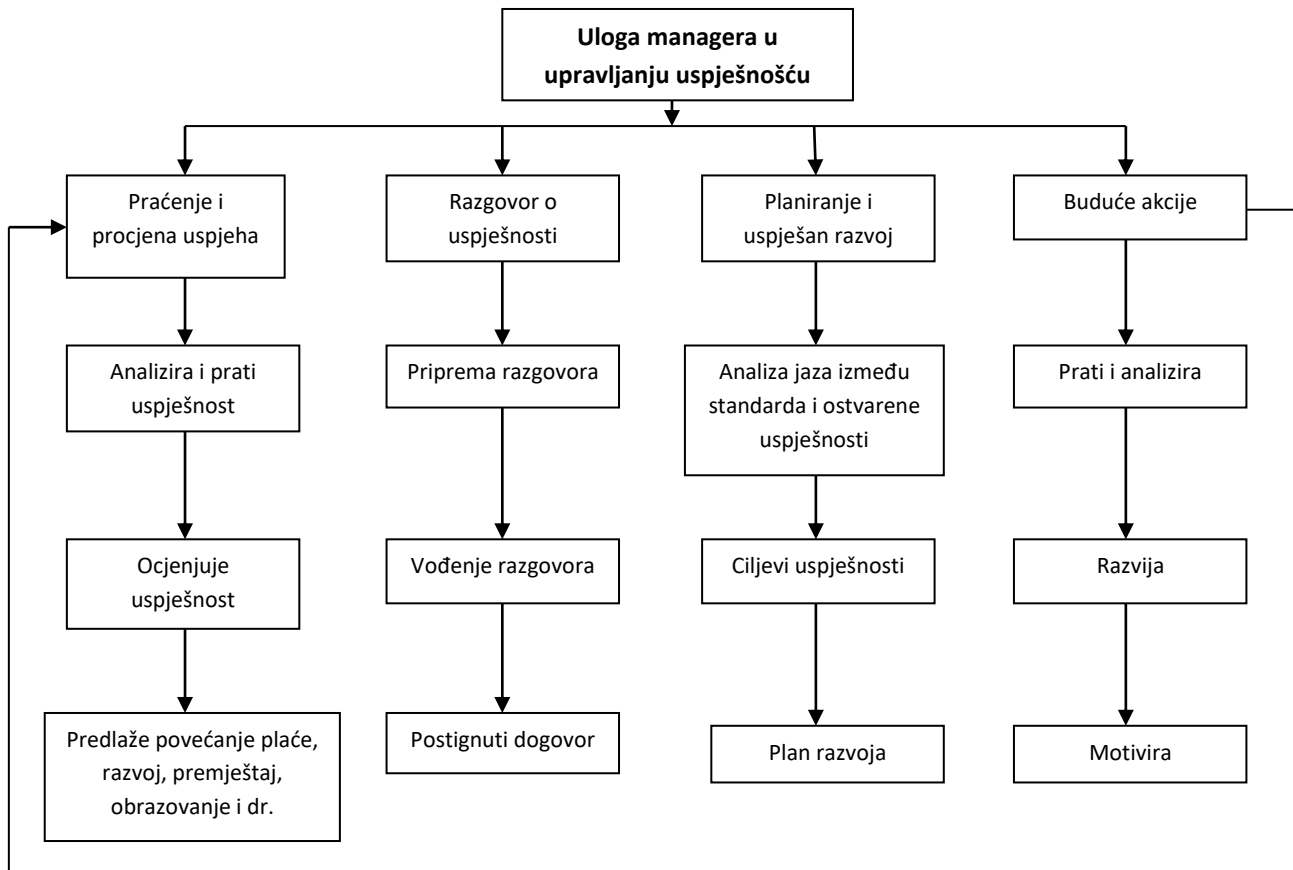 Uloga managera u
upravljanju uspješnošću
Praćenje i
procjena uspjeha
Razgovor o
uspješnosti
Planiranje i
uspješan razvoj
Buduće akcije
Analizira i prati
uspješnost
Priprema razgovora
Analiza jaza između
standarda i ostvarene
uspješnosti
Prati i analizira
Ocjenjuje
uspješnost
Vođenje razgovora
Ciljevi uspješnosti
Razvija
Predlaže povećanje plaće,
razvoj, premještaj,
obrazovanje i dr.
Postignuti dogovor
Plan razvoja
Motivira